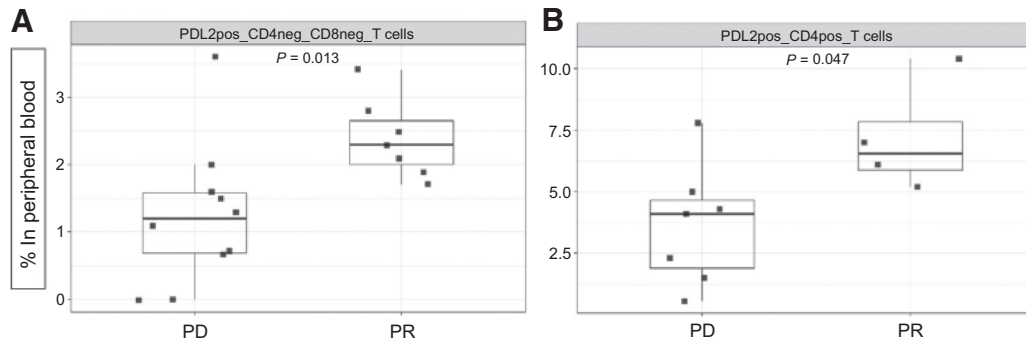 A
PDL2pos_CD4neg_CD8neg_T cells
P = 0.013
% In peripheral blood
3
2
1
0
PD
PR
B
PDL2pos_CD4pos_T cells
P = 0.047
10.0
7.5
5.0
2.5
PD
PR